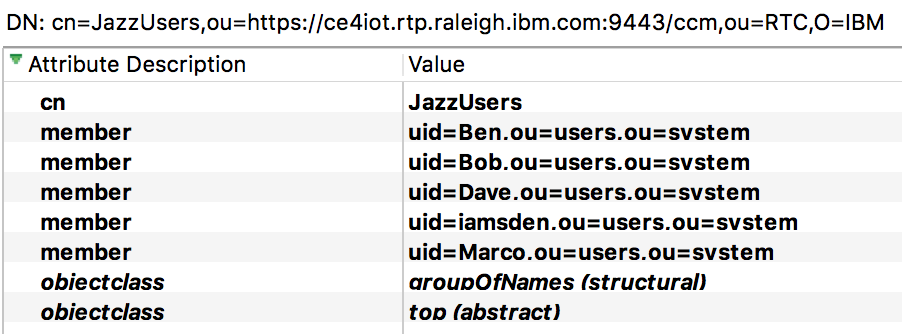 DN: cn=JazzUsers,ou=https://ce4iot.rtp.raleigh.ibm.com:9443/ccm,ou=RTC,O=IBM
Attribute Description Value
cn JazzUsers
member uid=Ben,ou=users,ou=system
member uid=Bob,ou=users,ou=system
member uid=Dave,ou=users,ou=system
member uid=iamsden,ou=users,ou=system
member uid=Marco,ou=users,ou=system
objectclass groupOfNames (structural)
objectclass top (abstract)